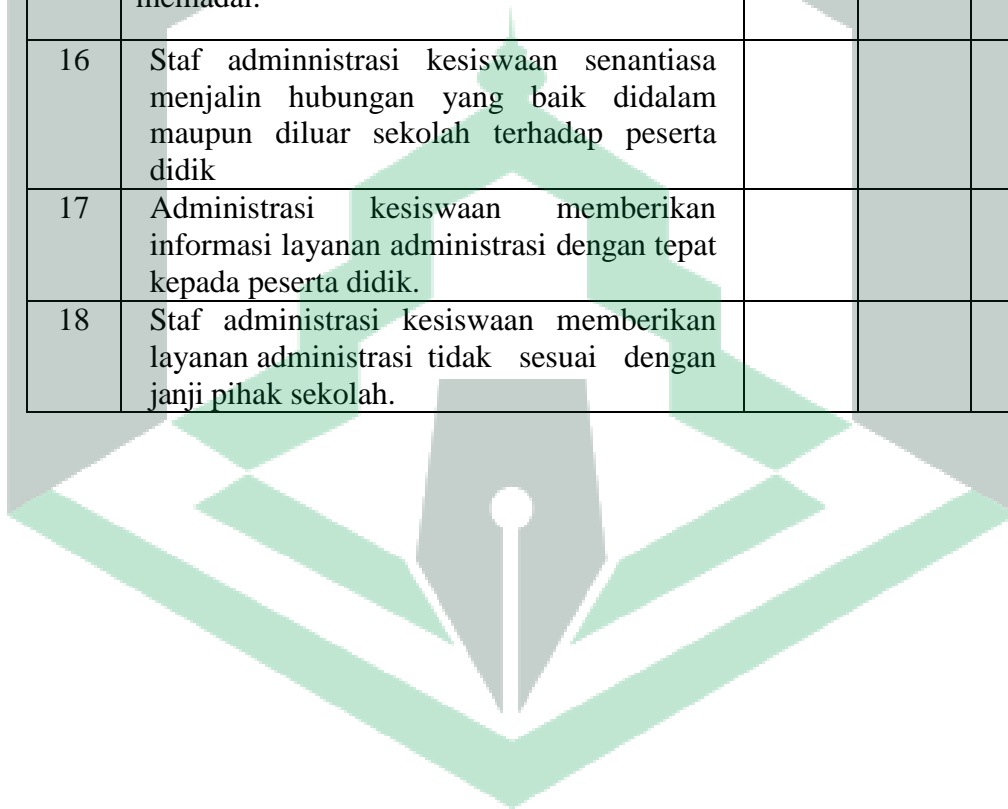 memadai.
16 Staf adminnistrasi kesiswaan senantiasa
menjalin hubungan yang baik didalam
maupun diluar sekolah terhadap peserta
didik
17 Administrasi kesiswaan memberikan
informasi layanan administrasi dengan tepat
kepada peserta didik.
18 Staf administrasi kesiswaan memberikan
layanan administrasi tidak sesuai dengan
janji pihak sekolah.